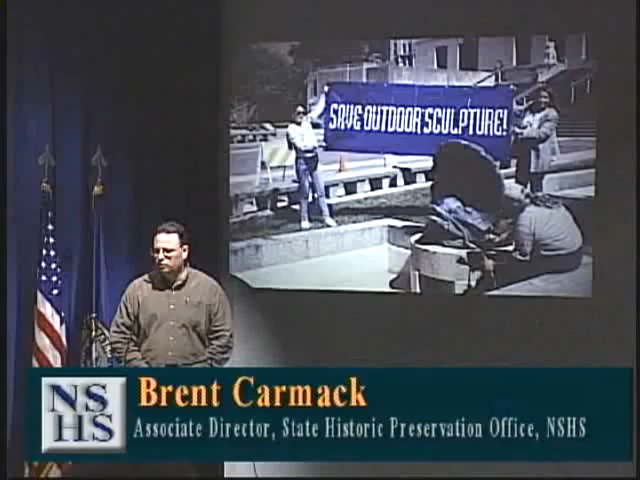 SAVE OUTDOOR SCULPTURE!
NS
HS
Brent Carmack
Associate Director, State Historic Preservation Office, NSHS